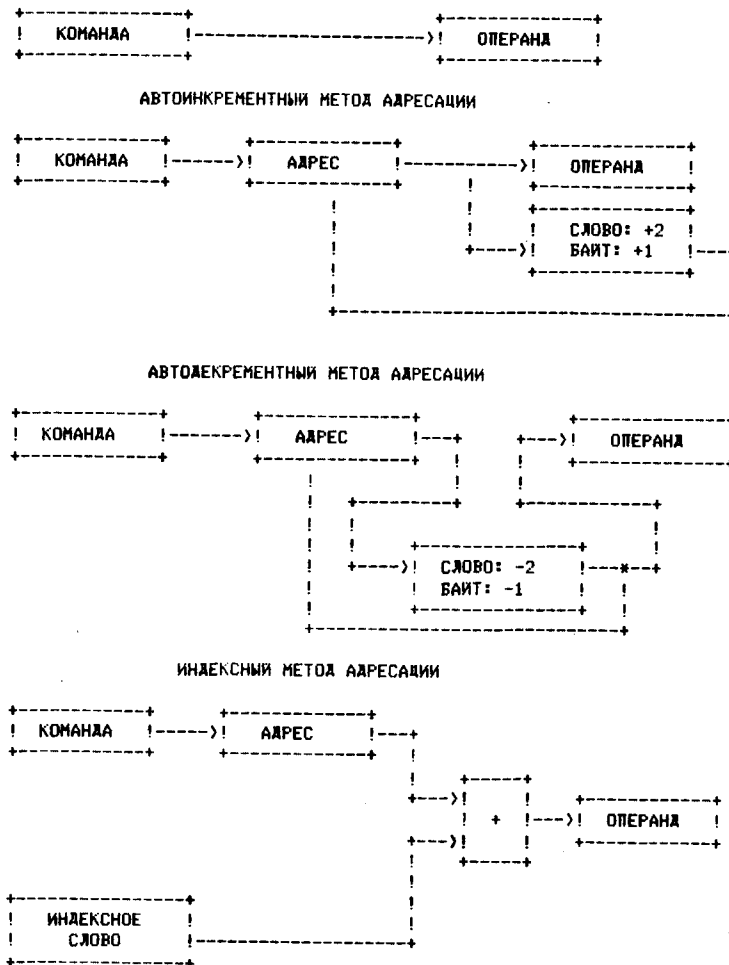 КОМАНДА ОПЕРАНД
АВТОИНКРЕМЕНТНЫЙ МЕТОД АДРЕСАЦИИ
КОМАНДА АДРЕС ОПЕРАНД
СЛОВО: +2
БАЙТ: +1
АВТОДЕКРЕМЕНТНЫЙ МЕТОД АДРЕСАЦИИ
КОМАНДА АДРЕС ОПЕРАНД
СЛОВО: -2
БАЙТ: -1
ИНДЕКСНЫЙ МЕТОД АДРЕСАЦИИ
КОМАНДА АДРЕС
+ ОПЕРАНД
ИНДЕКСНОЕ
СЛОВО